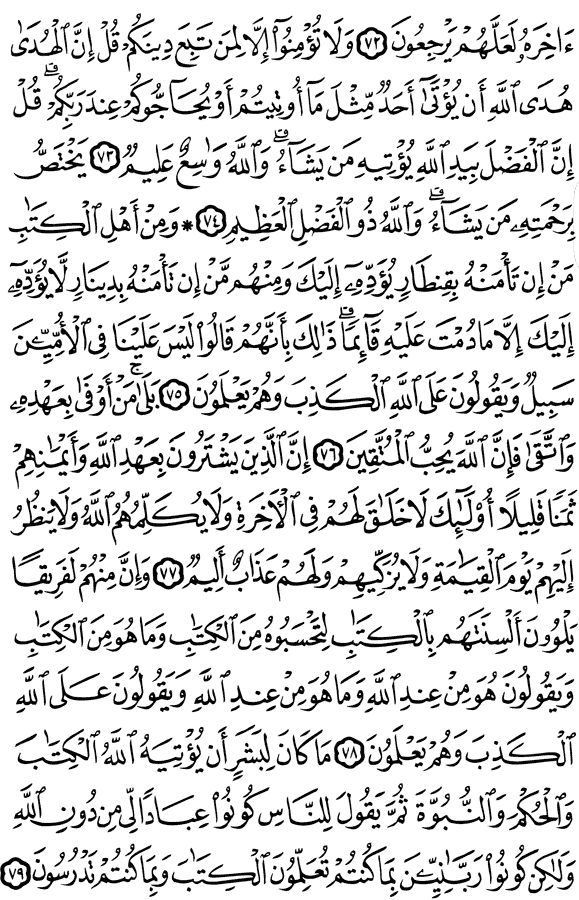 ءَاخِرَهُۥ لَعَلَّهُمْ يَرْجِعُونَ ٧٢ وَلَا تُؤْمِنُوٓا۟ إِلَّا لِمَن تَبِعَ دِينَكُمْ قُلْ إِنَّ ٱلْهُدَىٰ
هُدَى ٱللَّهِ أَن يُؤْتَىٰٓ أَحَدٌ مِّثْلَ مَآ أُوتِيتُمْ أَوْ يُحَآجُّوكُمْ عِندَ رَبِّكُمْ ۗ قُلْ
إِنَّ ٱلْفَضْلَ بِيَدِ ٱللَّهِ يُؤْتِيهِ مَن يَشَآءُ ۗ وَٱللَّهُ وَٰسِعٌ عَلِيمٌ ٧٣ يَخْتَصُّ
بِرَحْمَتِهِۦ مَن يَشَآءُ ۗ وَٱللَّهُ ذُو ٱلْفَضْلِ ٱلْعَظِيمِ ٧٤ * وَمِنْ أَهْلِ ٱلْكِتَٰبِ
مَنْ إِن تَأْمَنْهُ بِقِنطَارٍ يُؤَدِّهِۦٓ إِلَيْكَ وَمِنْهُم مَّنْ إِن تَأْمَنْهُ بِدِينَارٍ لَّا يُؤَدِّهِۦٓ
إِلَيْكَ إِلَّا مَا دُمْتَ عَلَيْهِ قَآئِمًا ۗ ذَٰلِكَ بِأَنَّهُمْ قَالُوا۟ لَيْسَ عَلَيْنَا فِى ٱلْأُمِّيِّـۧنَ
سَبِيلٌ وَيَقُولُونَ عَلَى ٱللَّهِ ٱلْكَذِبَ وَهُمْ يَعْلَمُونَ ٧٥ بَلَىٰ ۚ مَنْ أَوْفَىٰ بِعَهْدِهِۦ
وَٱتَّقَىٰ فَإِنَّ ٱللَّهَ يُحِبُّ ٱلْمُتَّقِينَ ٧٦ إِنَّ ٱلَّذِينَ يَشْتَرُونَ بِعَهْدِ ٱللَّهِ وَأَيْمَٰنِهِمْ
ثَمَنًا قَلِيلًا أُو۟لَٰٓئِكَ لَا خَلَٰقَ لَهُمْ فِى ٱلْـَٔاخِرَةِ وَلَا يُكَلِّمُهُمُ ٱللَّهُ وَلَا يَنظُرُ
إِلَيْهِمْ يَوْمَ ٱلْقِيَٰمَةِ وَلَا يُزَكِّيهِمْ وَلَهُمْ عَذَابٌ أَلِيمٌ ٧٧ وَإِنَّ مِنْهُمْ لَفَرِيقًا
يَلْوُۥنَ أَلْسِنَتَهُم بِٱلْكِتَٰبِ لِتَحْسَبُوهُ مِنَ ٱلْكِتَٰبِ وَمَا هُوَ مِنَ ٱلْكِتَٰبِ
وَيَقُولُونَ هُوَ مِنْ عِندِ ٱللَّهِ وَمَا هُوَ مِنْ عِندِ ٱللَّهِ وَيَقُولُونَ عَلَى ٱللَّهِ
ٱلْكَذِبَ وَهُمْ يَعْلَمُونَ ٧٨ مَا كَانَ لِبَشَرٍ أَن يُؤْتِيَهُ ٱللَّهُ ٱلْكِتَٰبَ
وَٱلْحُكْمَ وَٱلنُّبُوَّةَ ثُمَّ يَقُولَ لِلنَّاسِ كُونُوا۟ عِبَادًا لِّى مِن دُونِ ٱللَّهِ
وَلَٰكِن كُونُوا۟ رَبَّٰنِيِّـۧنَ بِمَا كُنتُمْ تُعَلِّمُونَ ٱلْكِتَٰبَ وَبِمَا كُنتُمْ تَدْرُسُونَ ٧٩